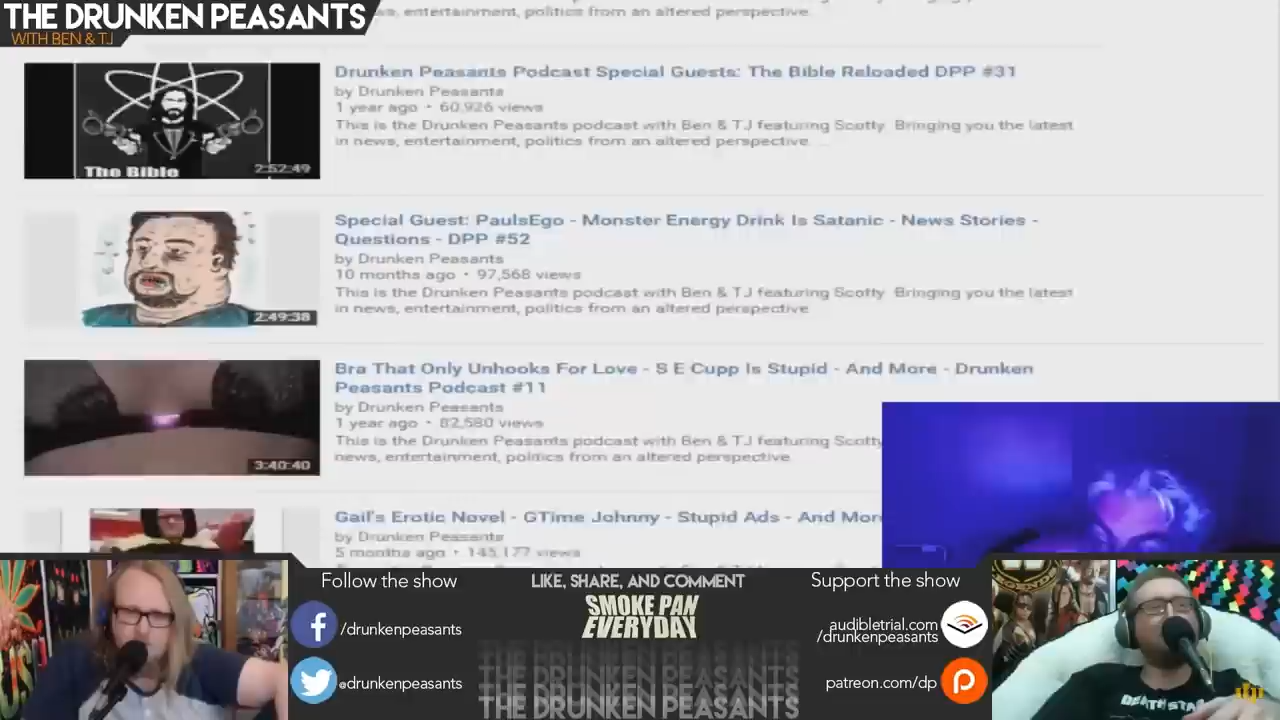 THE DRUNKEN PEASANTS
WITH BEN & TJ
entertainment, politics from an altered perspective.
Drunken Peasants Podcast Special Guests: The Bible Reloaded DPP #31
by Drunken Peasants
1 year ago • 60,926 views
This is the Drunken Peasants podcast with Ben & TJ featuring Scotty. Bringing you the latest
in news, entertainment, politics from an altered perspective.
The Bible
2:52:49
Special Guest: PaulsEgo - Monster Energy Drink Is Satanic - News Stories -
Questions - DPP #52
by Drunken Peasants
10 months ago • 97,568 views
This is the Drunken Peasants podcast with Ben & TJ featuring Scotty. Bringing you the latest
in news, entertainment, politics from an altered perspective
2:49:38
Bra That Only Unhooks For Love - S E Cupp Is Stupid - And More - Drunken
Peasants Podcast #11
by Drunken Peasants
1 year ago • 82,580 views
This is the Drunken Peasants podcast with Ben & TJ featuring Scotty
news, entertainment, politics from an altered perspective.
3:40:40
Gail's Erotic Novel - GTime Johnny - Stupid Ads - And More
by Drunken Peasants
5 months ago • 145,177 views
Follow the show
/drunkenpeasants
@drunkenpeasants
LIKE, SHARE, AND COMMENT
SMOKE PAN
EVERYDAY
THE DRUNKEN PEASANTS
THE DRUNKEN PEASANTS
THE DRUNKEN PEASANTS
Support the show
audibletrial.com
/drunkenpeasants
patreon.com/dp
DEATH STAR